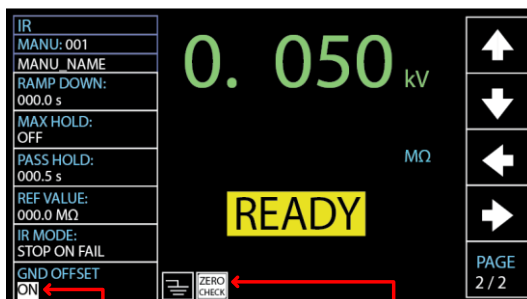 IR
MANU: 001
MANU_NAME
RAMP DOWN:
000.0 s
MAX HOLD:
OFF
PASS HOLD:
000.5 s
REF VALUE:
000.0 MΩ
IR MODE:
STOP ON FAIL
GND OFFSET
ON
0. 050 kV
MΩ
READY
ZERO
CHECK
PAGE
2 / 2